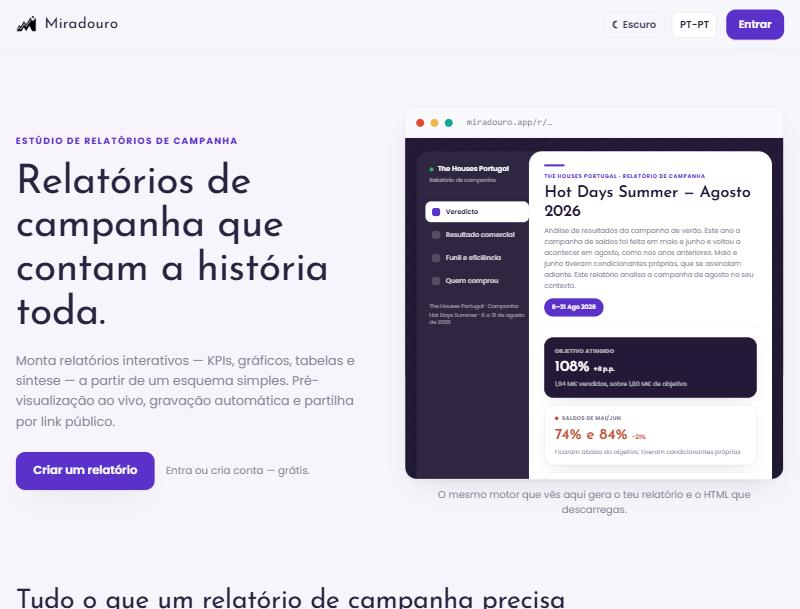 Miradouro
Escuro
PT-PT
Entrar
ESTÚDIO DE RELATÓRIOS DE CAMPANHA
Relatórios de
campanha que
contam a história
toda.
Monta relatórios interativos — KPIs, gráficos, tabelas e
síntese — a partir de um esquema simples. Pré-
visualização ao vivo, gravação automática e partilha
por link público.
Criar um relatório
Entra ou cria conta — grátis.
miradouro.app/r/…
The Houses Portugal
Relatório de campanha
Veredicto
Resultado comercial
Funil e eficiência
Quem comprou
The Houses Portugal · Campanha
Hot Days Summer · 6 a 31 de agosto
de 2026
THE HOUSES PORTUGAL · RELATÓRIO DE CAMPANHA
Hot Days Summer — Agosto
2026
Análise de resultados da campanha de verão. Este ano a
campanha de saldos foi feita em maio e junho e voltou a
acontecer em agosto, como nos anos anteriores. Maio e
junho tiveram condicionantes próprias, que se assinalam
adiante. Este relatório analisa a campanha de agosto no seu
contexto.
6–31 Ago 2026
OBJETIVO ATINGIDO
108% +8 p.p.
1,94 M€ vendidos, sobre 1,80 M€ de objetivo
SALDOS DE MAI/JUN
74% e 84% −21%
Ficaram abaixo do objetivo; tiveram condicionantes próprias
O mesmo motor que vês aqui gera o teu relatório e o HTML que
descarregas.
Tudo o que um relatório de campanha precisa